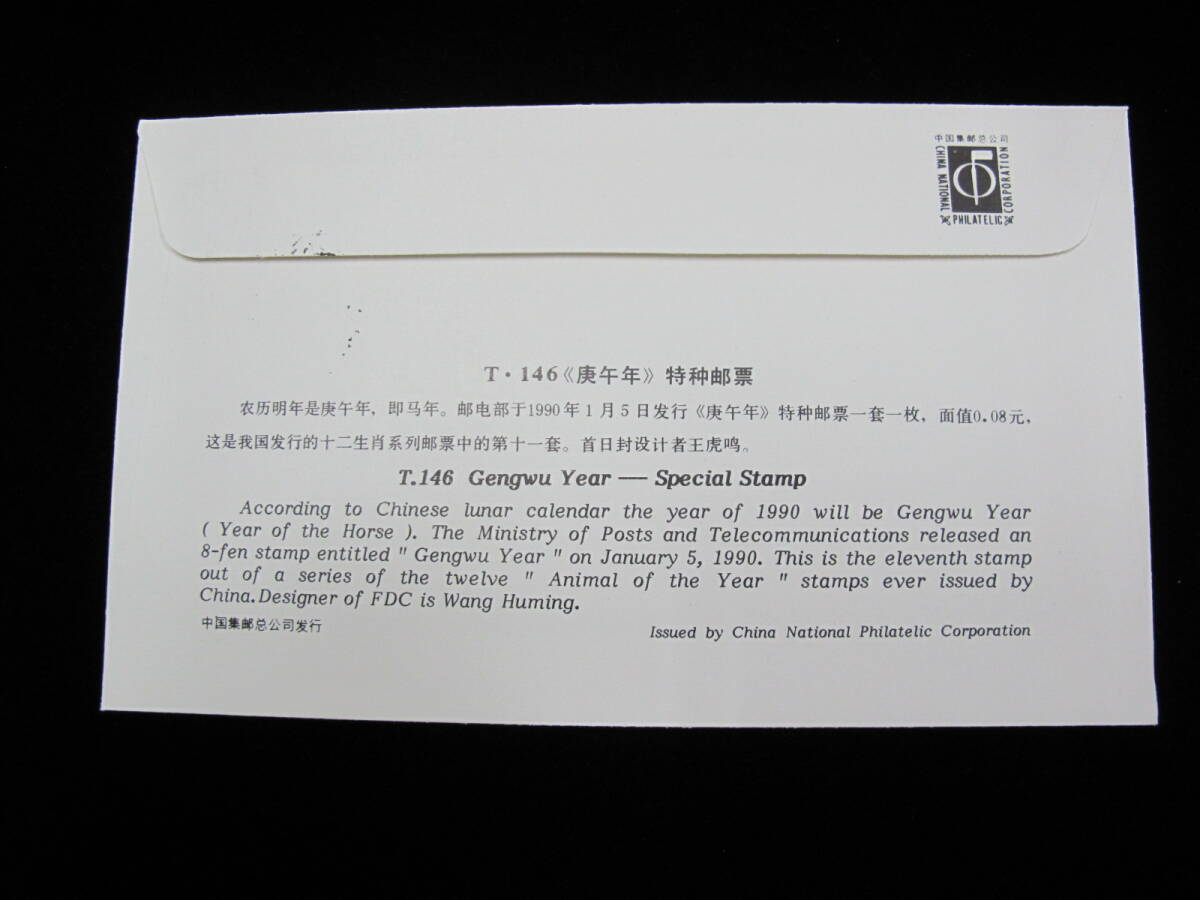 中国集邮总公司
CHINA NATIONAL
PHILATELIC
CORPORATION
T·146《庚午年》特种邮票
农历明年是庚午年，即马年。邮电部于1990年1月5日发行《庚午年》特种邮票一套一枚，面值0.08元，
这是我国发行的十二生肖系列邮票中的第十一套。首日封设计者王虎鸣。
T.146 Gengwu Year — Special Stamp
According to Chinese lunar calendar the year of 1990 will be Gengwu Year
( Year of the Horse ). The Ministry of Posts and Telecommunications released an
8-fen stamp entitled " Gengwu Year " on January 5, 1990. This is the eleventh stamp
out of a series of the twelve " Animal of the Year " stamps ever issued by
China.Designer of FDC is Wang Huming.
中国集邮总公司发行
Issued by China National Philatelic Corporation